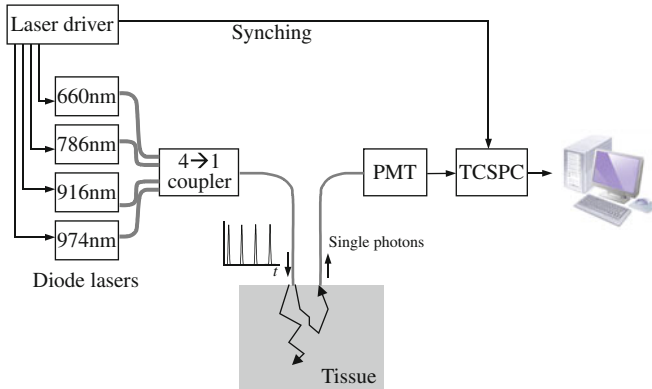 Laser driver
Synching
660nm
786nm
916nm
974nm
4→1
coupler
PMT
TCSPC
Single photons
t
Diode lasers
Tissue